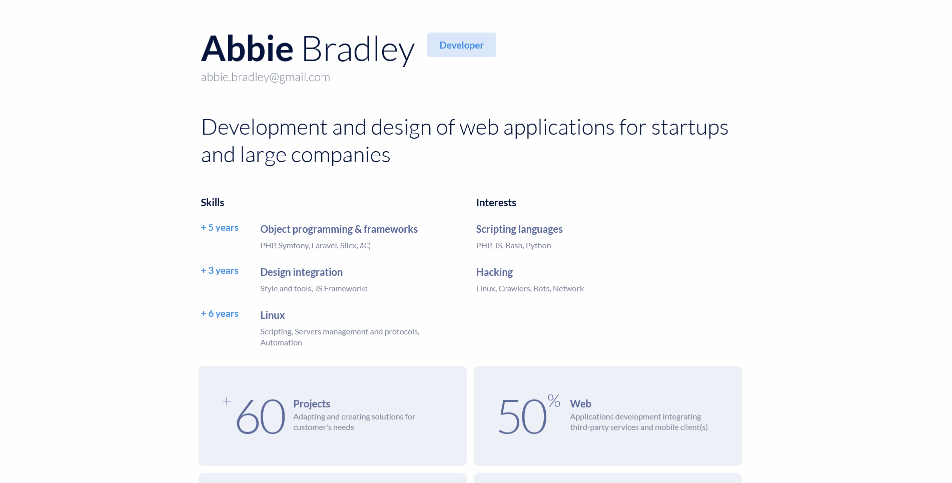 Abbie Bradley
Developer
abbie.bradley@gmail.com
Development and design of web applications for startups
and large companies
Skills
+ 5 years
Object programming & frameworks
PHP, Symfony, Laravel, Silex, â€¦
+ 3 years
Design integration
Style and tools, JS Frameworks
+ 6 years
Linux
Scripting, Servers management and protocols,
Automation
Interests
Scripting languages
PHP, JS, Bash, Python
Hacking
Linux, Crawlers, Bots, Network
+ 60
Projects
Adapting and creating solutions for
customer's needs
50 %
Web
Applications development integrating
third-party services and mobile client(s)